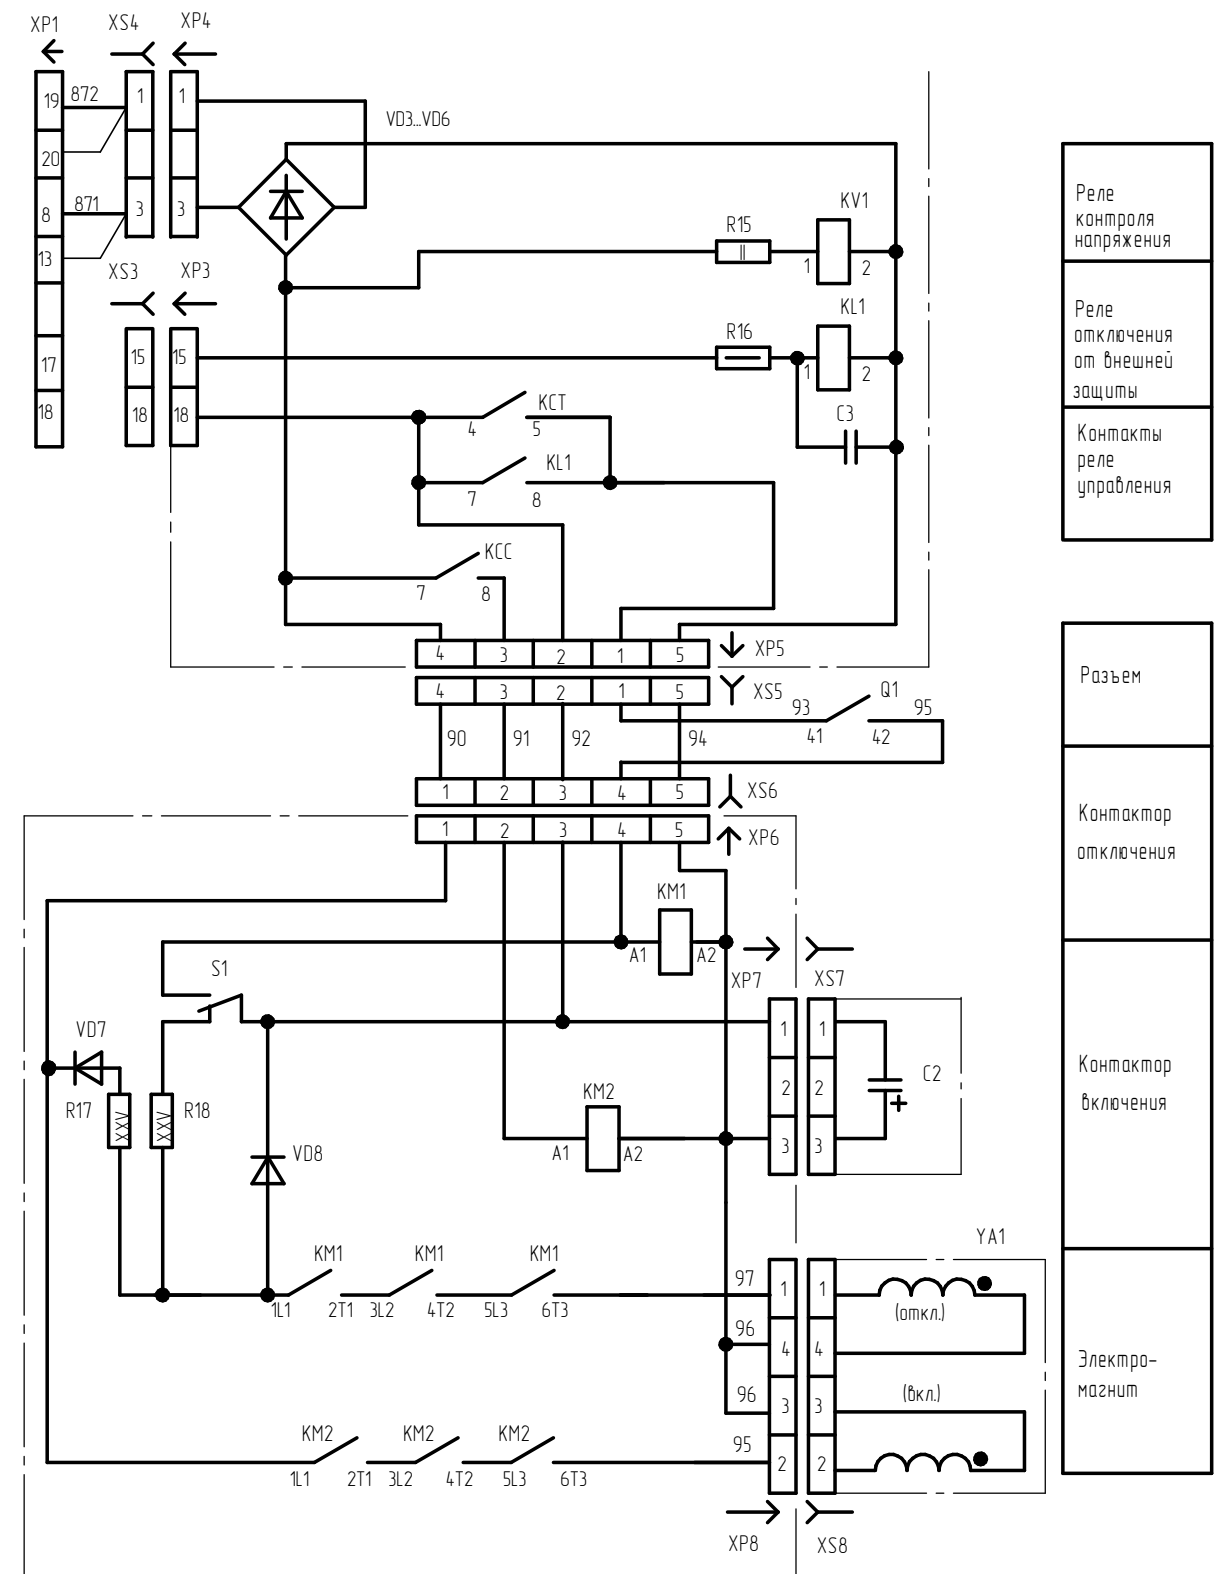 XP1
XS4
XP4
19
872
1
1
20
8
871
3
3
13
XS3
XP3
17
15
15
18
18
18
VD3...VD6
R15
KV1
1
2
R16
KL1
1
2
C3
KCT
4
5
KL1
7
8
KCC
7
8
4
3
2
1
5
XP5
4
3
2
1
5
XS5
90
91
92
94
93
Q1
95
41
42
1
2
3
4
5
XS6
1
2
3
4
5
XP6
KM1
A1
A2
XP7
XS7
S1
VD7
R17
XXV
XXV
R18
VD8
KM2
A1
A2
1
1
2
2
3
3
C2
YA1
KM1
KM1
KM1
1L1
2T1
3L2
4T2
5L3
6T3
97
1
1
(откл.)
96
4
4
96
3
3
(вкл.)
KM2
KM2
KM2
1L1
2T1
3L2
4T2
5L3
6T3
95
2
2
XP8
XS8
Реле
контроля
напряжения
Реле
отключения
от внешней
защиты
Контакты
реле
управления
Разъем
Контактор
отключения
Контактор
включения
Электро-
магнит